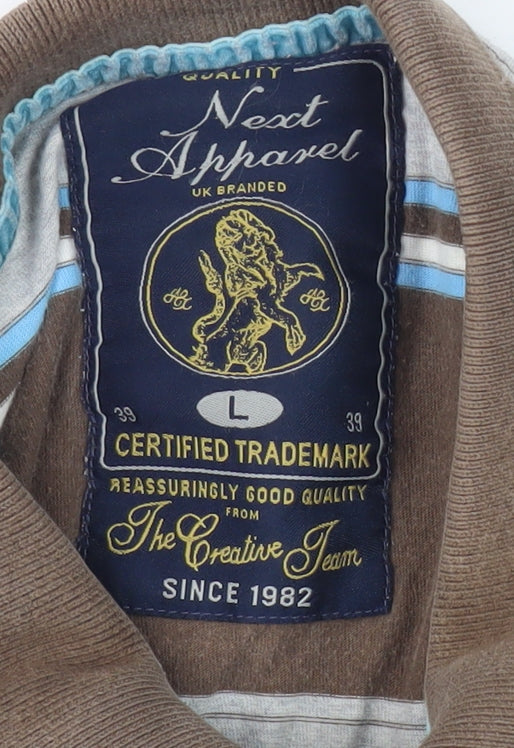 QUALITY
Next
Apparel
UK BRANDED
L
39 39
CERTIFIED TRADEMARK
REASSURINGLY GOOD QUALITY
FROM
The Creative Team
SINCE 1982